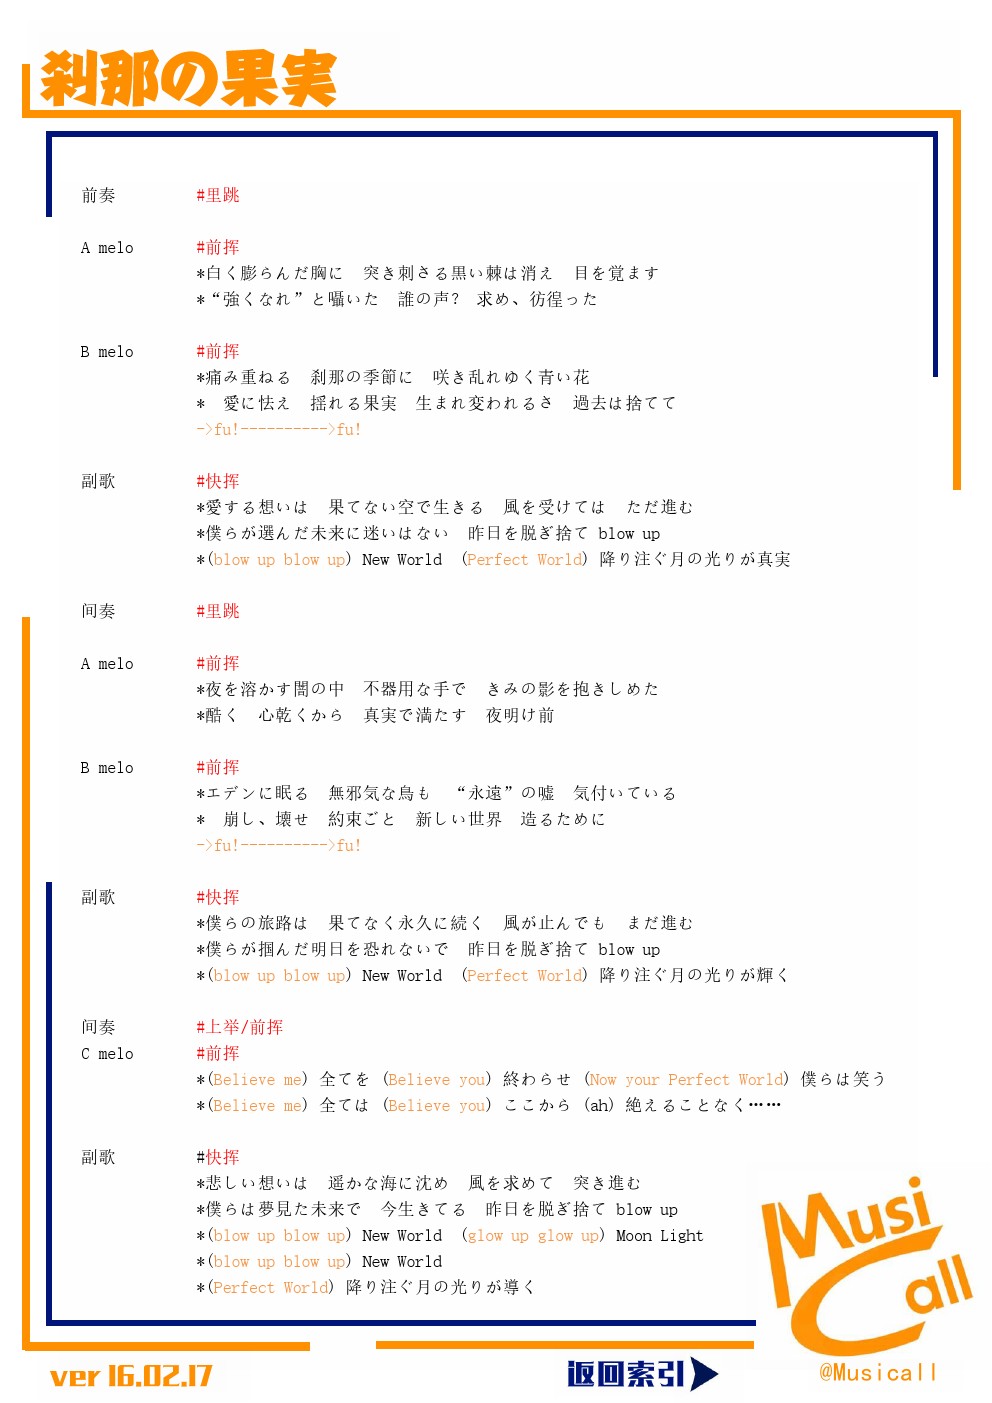 刹那の果実
前奏 #里跳
A melo #前挥
*白く膨らんだ胸に　突き刺さる黒い棘は消え　目を覚ます
*“強くなれ”と囁いた　誰の声?　求め、彷徨った
B melo #前挥
*痛み重ねる　刹那の季節に　咲き乱れゆく青い花
*　愛に怯え　揺れる果実　生まれ変われるさ　過去は捨てて
->fu!---------->fu!
副歌 #快挥
*愛する想いは　果てない空で生きる　風を受けては　ただ進む
*僕らが選んだ未来に迷いはない　昨日を脱ぎ捨て blow up
*(blow up blow up) New World　(Perfect World) 降り注ぐ月の光りが真実
间奏 #里跳
A melo #前挥
*夜を溶かす闇の中　不器用な手で　きみの影を抱きしめた
*酷く　心乾くから　真実で満たす　夜明け前
B melo #前挥
*エデンに眠る　無邪気な鳥も　“永遠”の嘘　気付いている
*　崩し、壊せ　約束ごと　新しい世界　造るために
->fu!---------->fu!
副歌 #快挥
*僕らの旅路は　果てなく永久に続く　風が止んでも　まだ進む
*僕らが掴んだ明日を恐れないで　昨日を脱ぎ捨て blow up
*(blow up blow up) New World　(Perfect World) 降り注ぐ月の光りが輝く
间奏 #上举/前挥
C melo #前挥
*(Believe me) 全てを (Believe you) 終わらせ (Now your Perfect World) 僕らは笑う
*(Believe me) 全ては (Believe you) ここから (ah) 絶えることなく……
副歌 #快挥
*悲しい想いは　遥かな海に沈め　風を求めて　突き進む
*僕らは夢見た未来で　今生きてる　昨日を脱ぎ捨て blow up
*(blow up blow up) New World　(glow up glow up) Moon Light
*(blow up blow up) New World
*(Perfect World) 降り注ぐ月の光りが導く
Musi
Call
ver 16.02.17
返回索引
@Musicall